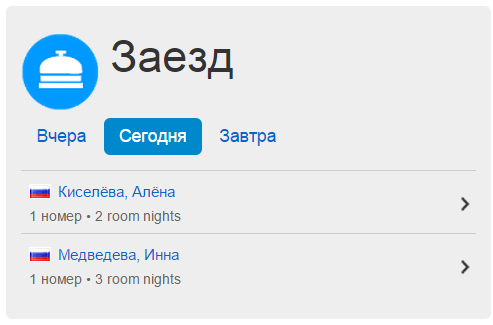 Заезд
Вчера Сегодня Завтра
Киселёва, Алёна
1 номер • 2 room nights
Медведева, Инна
1 номер • 3 room nights